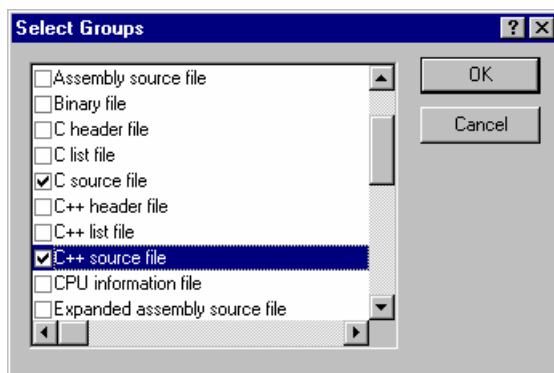 Select Groups
Assembly source file
Binary file
C header file
C list file
C source file
C++ header file
C++ list file
C++ source file
CPU information file
Expanded assembly source file
OK
Cancel